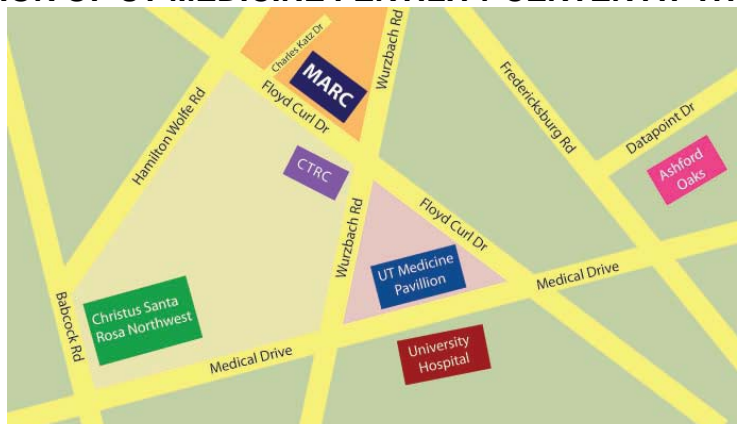 Charles Katz Dr
MARC
Wurzbach Rd
Floyd Curl Dr
Hamilton Wolfe Rd
Fredericksburg Rd
Datapoint Dr
Ashford
Oaks
CTRC
Wurzbach Rd
Floyd Curl Dr
UT Medicine
Pavillion
Medical Drive
Christus Santa
Rosa Northwest
Babcock Rd
University
Hospital
Medical Drive